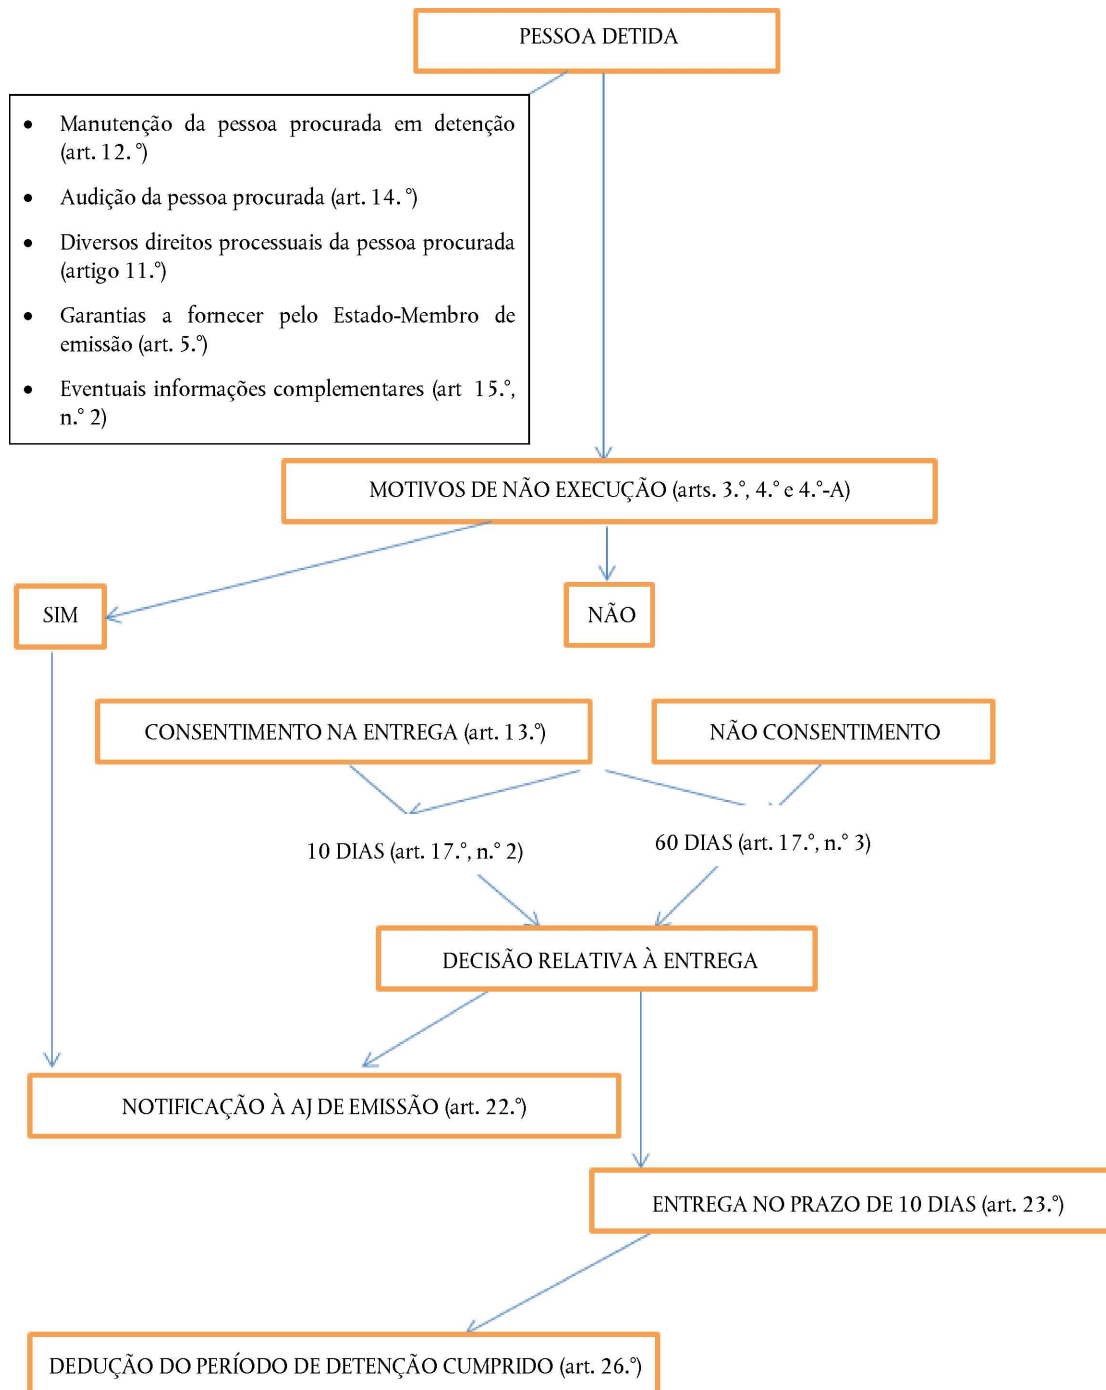 PESSOA DETIDA
• Manutenção da pessoa procurada em detenção
(art. 12. °)
• Audição da pessoa procurada (art. 14. °)
• Diversos direitos processuais da pessoa procurada
(artigo 11.°)
• Garantias a fornecer pelo Estado-Membro de
emissão (art. 5.°)
• Eventuais informações complementares (art 15.°,
n.° 2)
MOTIVOS DE NÃO EXECUÇÃO (arts. 3.°, 4.° e 4.°-A)
SIM
NÃO
CONSENTIMENTO NA ENTREGA (art. 13.°)
NÃO CONSENTIMENTO
10 DIAS (art. 17.°, n.° 2)
60 DIAS (art. 17.°, n.° 3)
DECISÃO RELATIVA À ENTREGA
NOTIFICAÇÃO À AJ DE EMISSÃO (art. 22.°)
ENTREGA NO PRAZO DE 10 DIAS (art. 23.°)
DEDUÇÃO DO PERÍODO DE DETENÇÃO CUMPRIDO (art. 26.°)